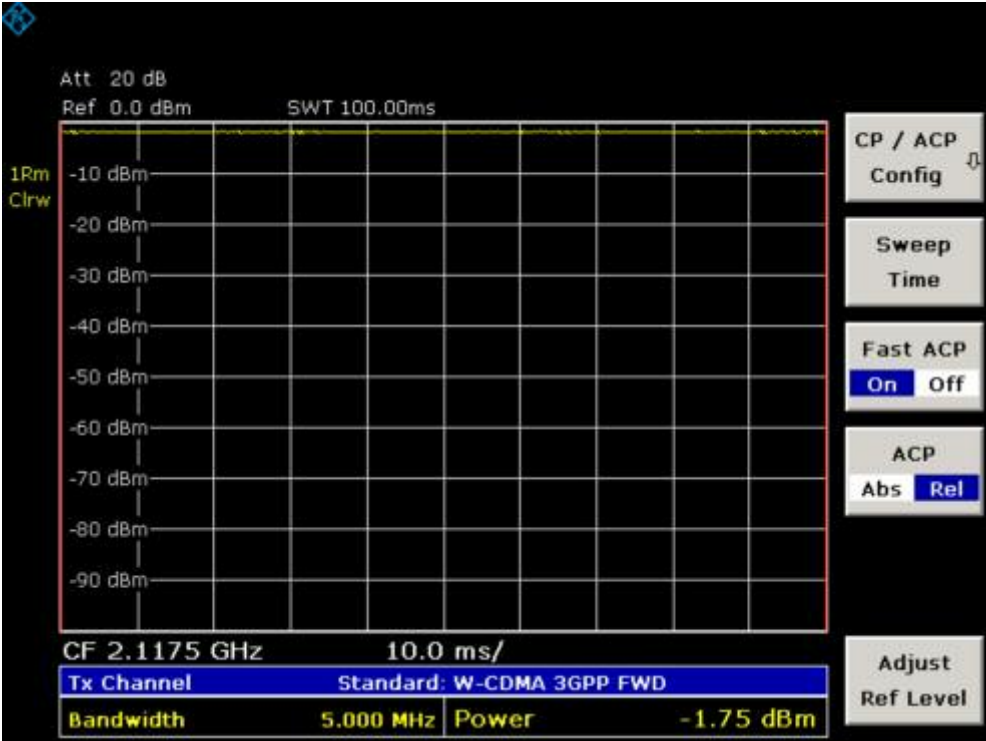 Att 20 dB
Ref 0.0 dBm SWT 100.00ms
1Rm
Clrw
-10 dBm
-20 dBm
-30 dBm
-40 dBm
-50 dBm
-60 dBm
-70 dBm
-80 dBm
-90 dBm
CF 2.1175 GHz 10.0 ms/
Tx Channel Standard: W-CDMA 3GPP FWD
Bandwidth 5.000 MHz Power -1.75 dBm
CP / ACP
Config
Sweep
Time
Fast ACP
On Off
ACP
Abs Rel
Adjust
Ref Level